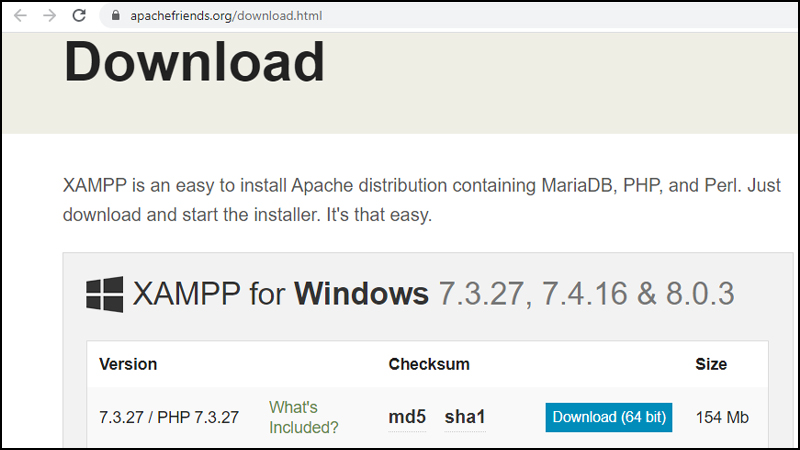 apachefriends.org/download.html
Download
XAMPP is an easy to install Apache distribution containing MariaDB, PHP, and Perl. Just
download and start the installer. It's that easy.
XAMPP for Windows 7.3.27, 7.4.16 & 8.0.3
Version Checksum Size
7.3.27 / PHP 7.3.27 What's Included? md5 sha1 Download (64 bit) 154 Mb